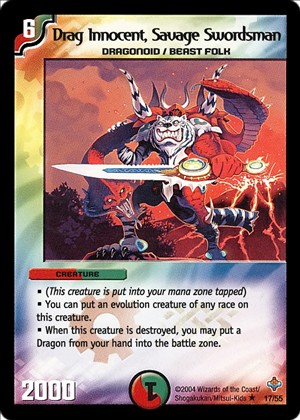 6
Drag Innocent, Savage Swordsman
DRAGONOID / BEAST FOLK
CREATURE
▪ (This creature is put into your mana zone tapped)
▪ You can put an evolution creature of any race on
this creature.
▪ When this creature is destroyed, you may put a
Dragon from your hand into the battle zone.
2000
1
©2004 Wizards of the Coast/
Shogakukan/Mitsui-Kids ★ 17/55